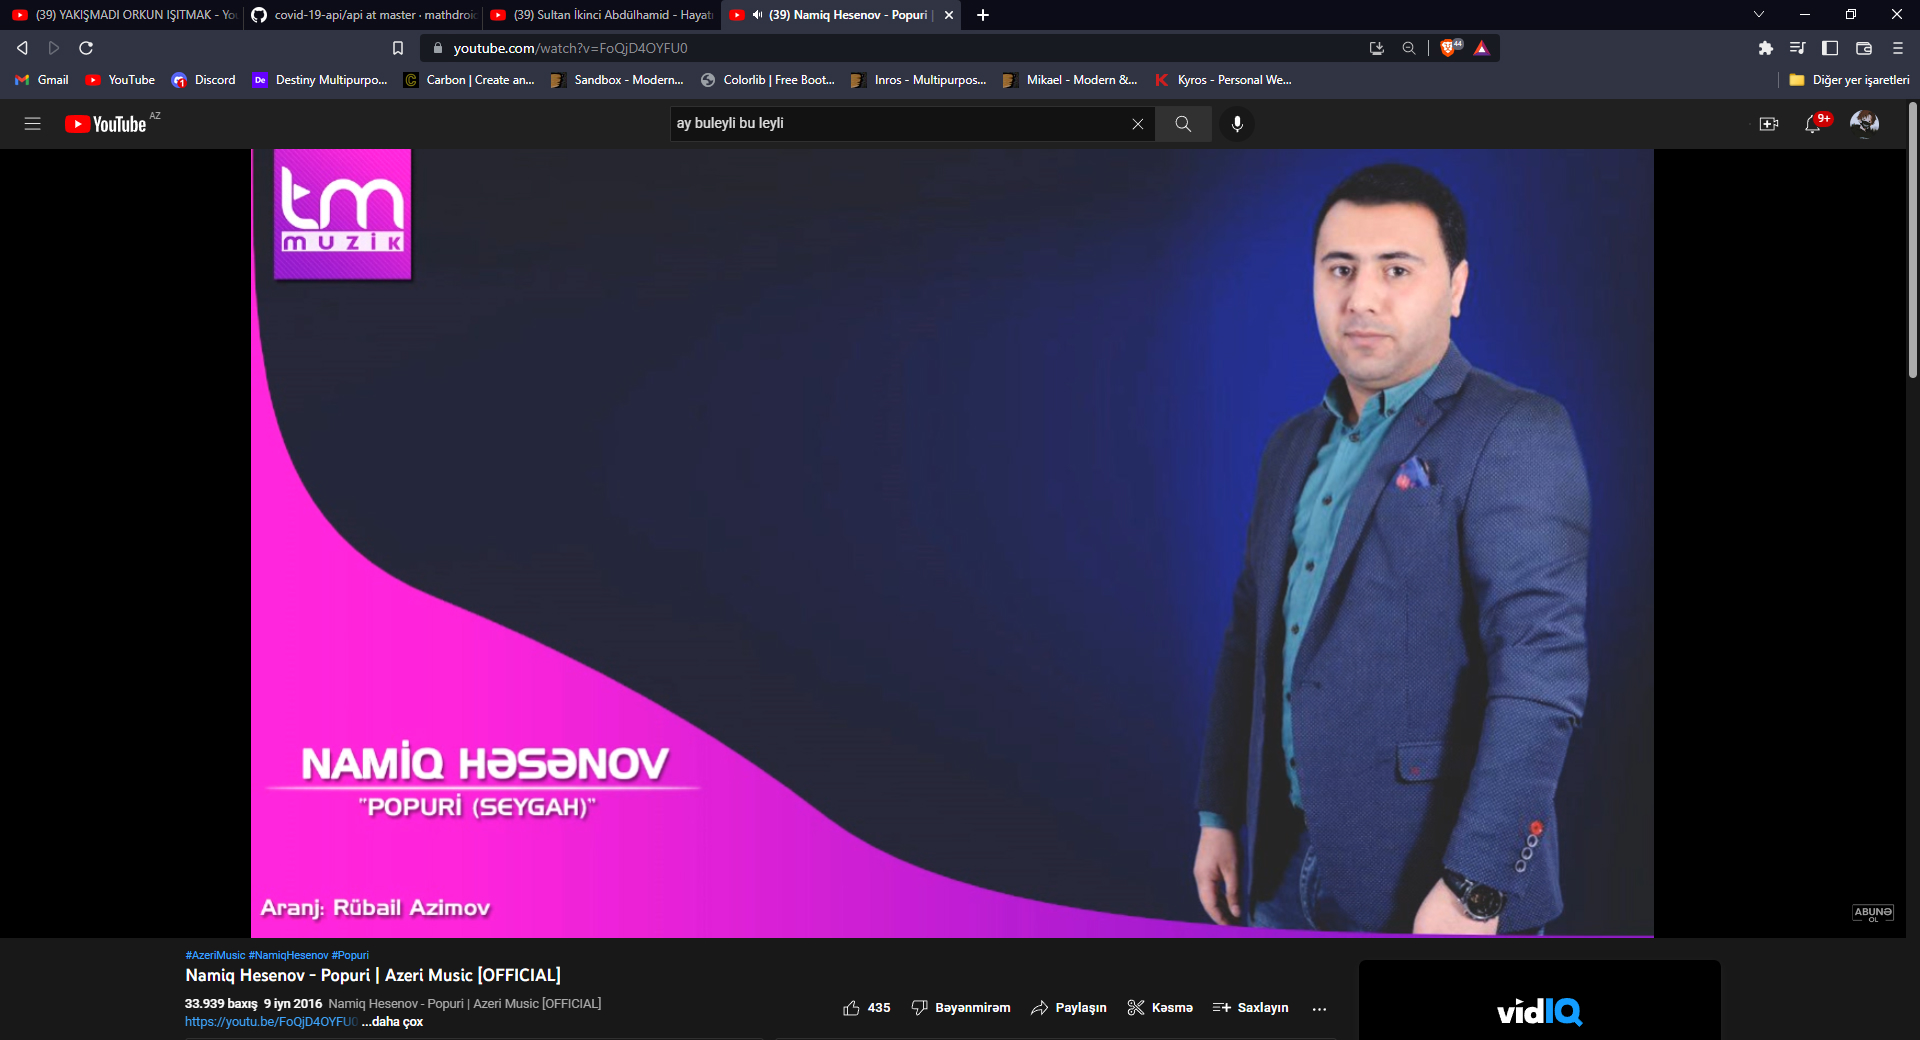 (39) YAKIŞMADI ORKUN IŞITMAK - You
covid-19-api/api at master · mathdroid
(39) Sultan İkinci Abdülhamid - Hayatı
(39) Namiq Hesenov - Popuri |
youtube.com/watch?v=FoQjD4OYFU0
44
Gmail
YouTube
Discord
De
Destiny Multipurpo...
C
Carbon | Create an...
Sandbox - Modern...
Colorlib | Free Boot...
Inros - Multipurpos...
Mikael - Modern &...
K
Kyros - Personal We...
Diğer yer işaretleri
YouTube AZ
ay buleyli bu leyli
9+
tm
MUZİK
NAMİQ HƏSƏNOV
"POPURİ (SEYGAH)"
Aranj: Rübail Azimov
ABUNƏ
OL
#AzeriMusic #NamiqHesenov #Popuri
Namiq Hesenov - Popuri | Azeri Music [OFFICIAL]
33.939 baxış 9 iyn 2016 Namiq Hesenov - Popuri | Azeri Music [OFFICIAL]
https://youtu.be/FoQjD4OYFU0 ...daha çox
435
Bəyənmirəm
Paylaşın
Kəsmə
Saxlayın
vidIQ